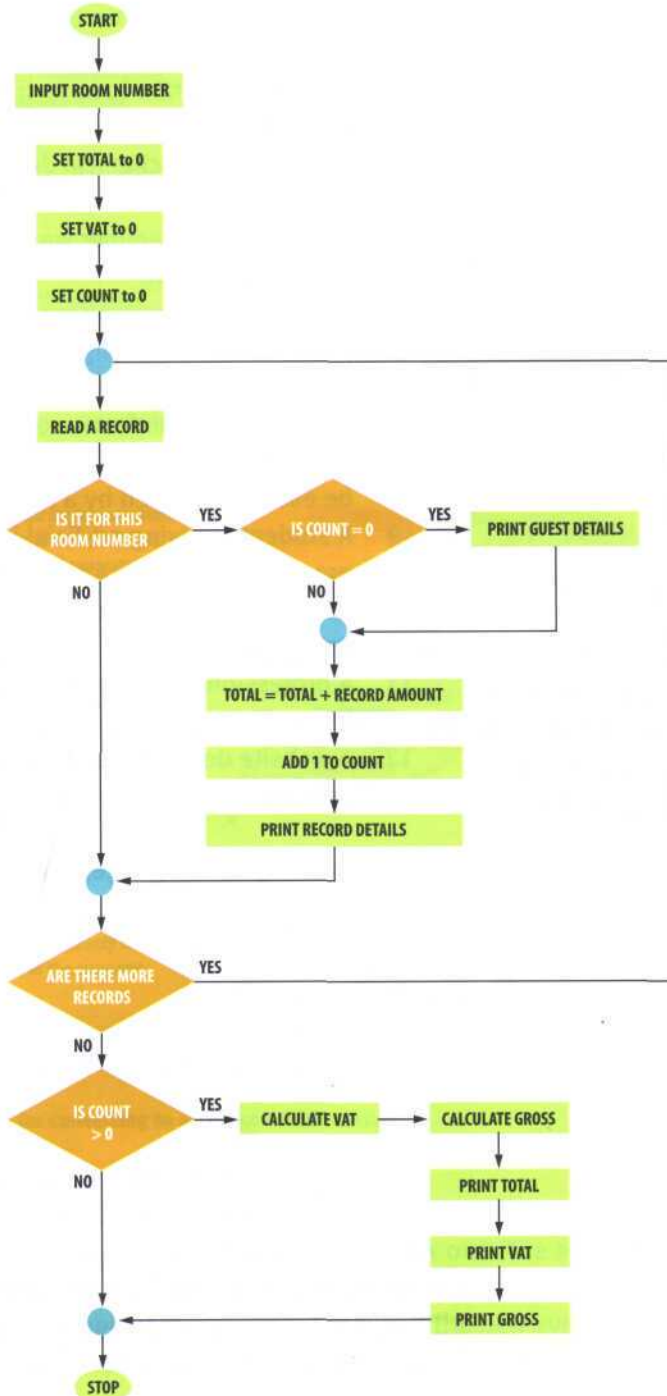 START
INPUT ROOM NUMBER
SET TOTAL to 0
SET VAT to 0
SET COUNT to 0
READ A RECORD
IS IT FOR THIS
ROOM NUMBER
YES
IS COUNT = 0
YES
PRINT GUEST DETAILS
NO
NO
TOTAL = TOTAL + RECORD AMOUNT
ADD 1 TO COUNT
PRINT RECORD DETAILS
ARE THERE MORE
RECORDS
YES
NO
IS COUNT
> 0
YES
CALCULATE VAT
CALCULATE GROSS
NO
PRINT TOTAL
PRINT VAT
PRINT GROSS
STOP